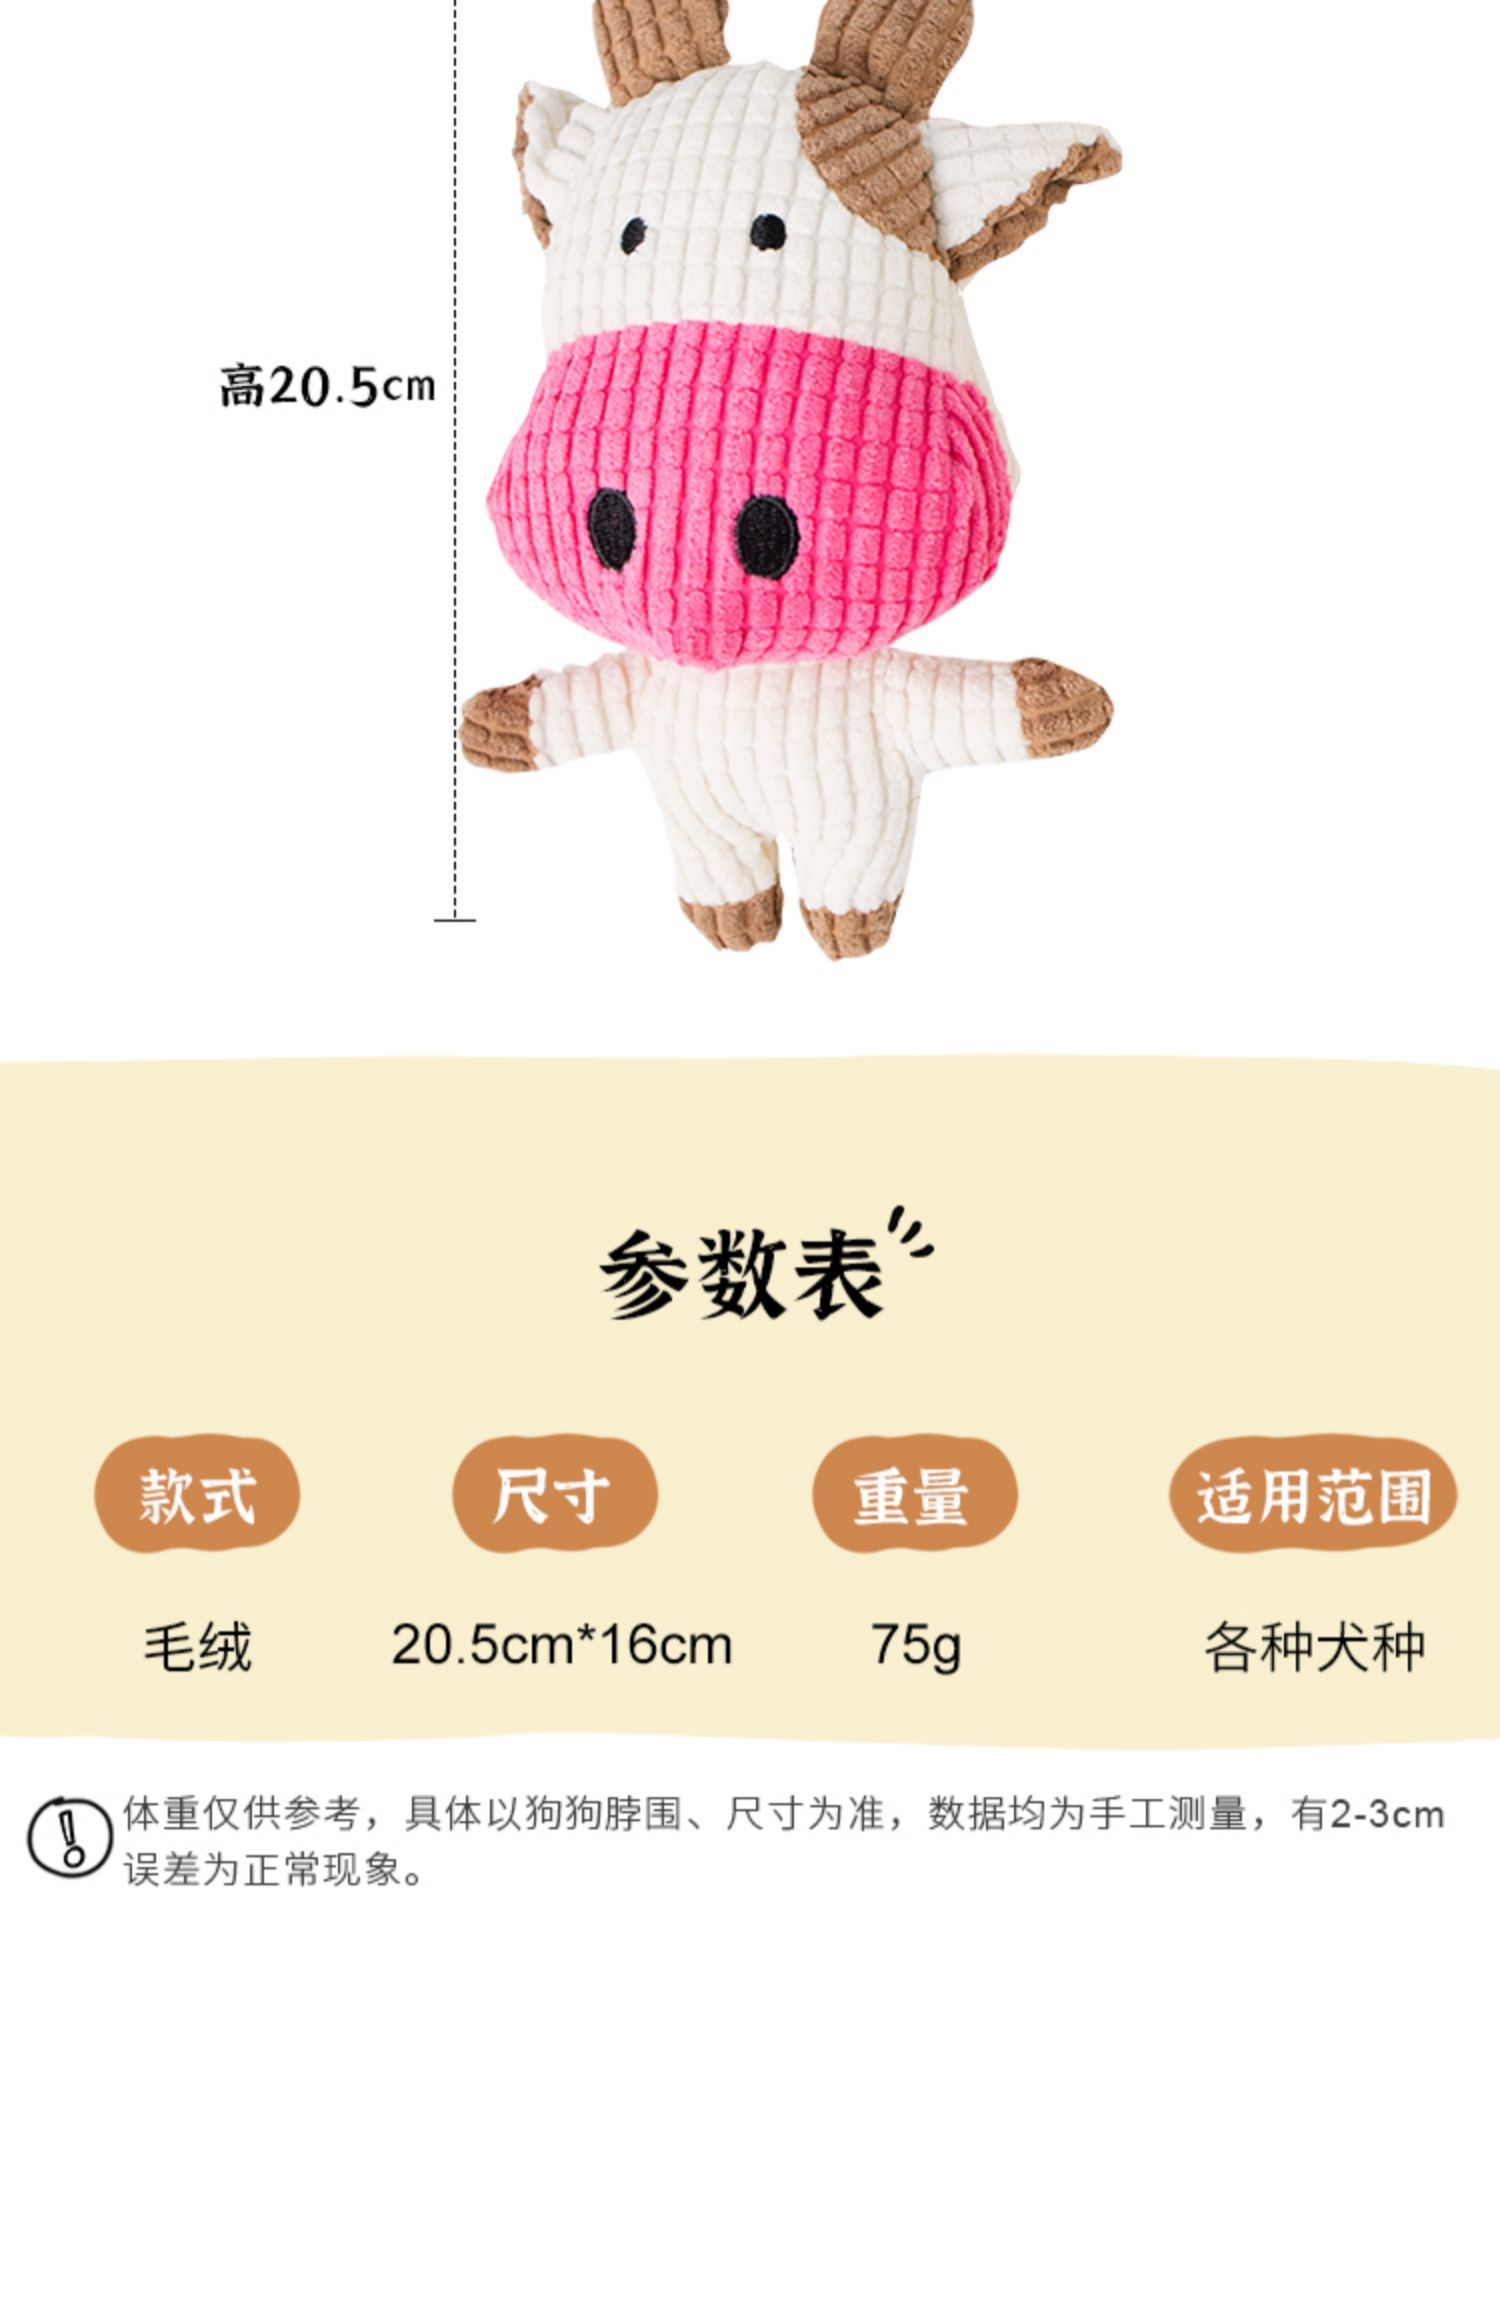 高20.5cm
参数表
款式 尺寸 重量 适用范围
毛绒 20.5cm*16cm 75g 各种犬种
体重仅供参考，具体以狗狗脖围、尺寸为准，数据均为手工测量，有2-3cm
误差为正常现象。